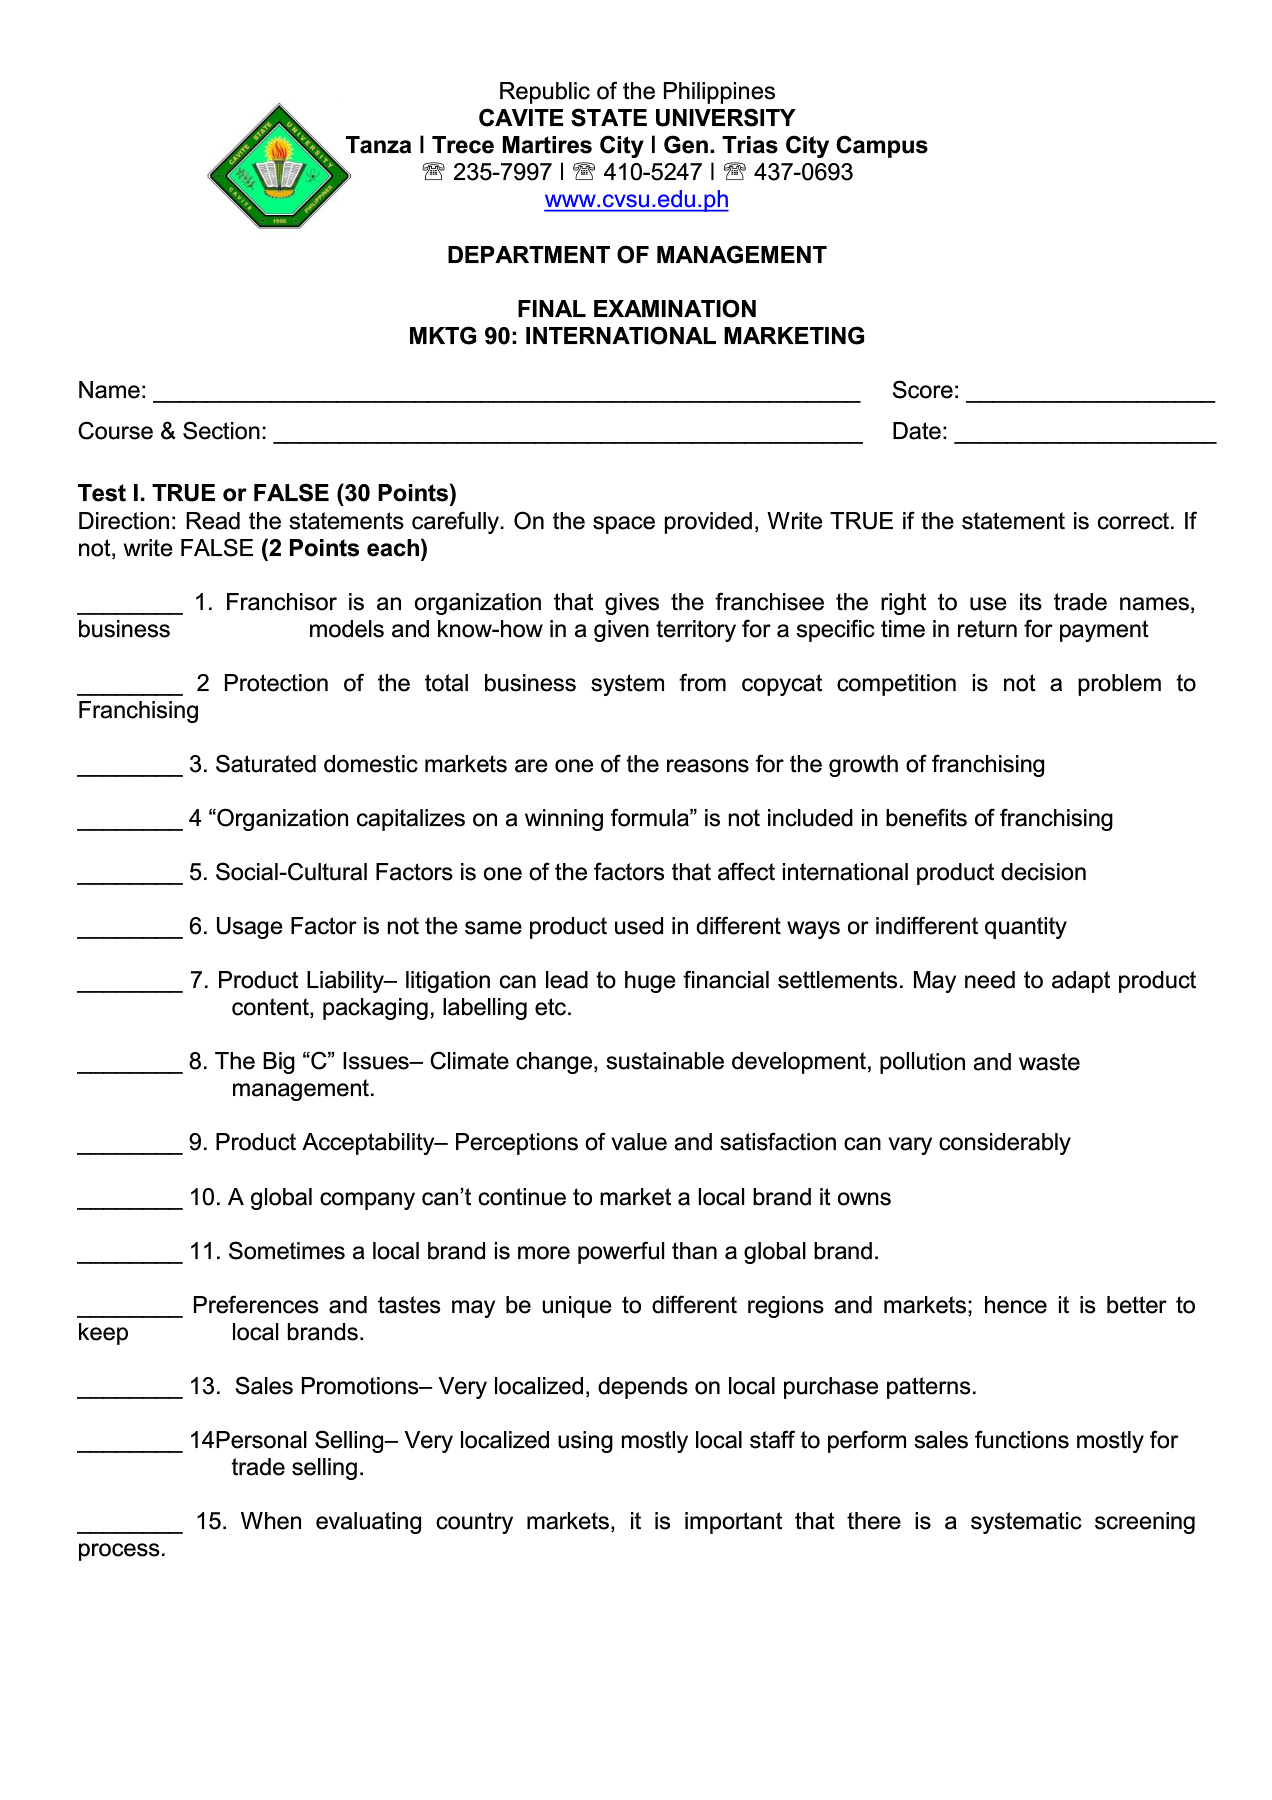 Republic of the Philippines
CAVITE STATE UNIVERSITY
Tanza | Trece Martires City | Gen. Trias City Campus
☏ 235-7997 | ☏ 410-5247 | ☏ 437-0693
www.cvsu.edu.ph
CAVITE STATE UNIVERSITY
CAVITE PHILIPPINES
1906
DEPARTMENT OF MANAGEMENT
FINAL EXAMINATION
MKTG 90: INTERNATIONAL MARKETING
Name: ______________________________________________________ Score: ___________________
Course & Section: _____________________________________________ Date: ____________________
Test I. TRUE or FALSE (30 Points)
Direction: Read the statements carefully. On the space provided, Write TRUE if the statement is correct. If
not, write FALSE (2 Points each)
________ 1. Franchisor is an organization that gives the franchisee the right to use its trade names,
business models and know-how in a given territory for a specific time in return for payment
________ 2 Protection of the total business system from copycat competition is not a problem to
Franchising
________ 3. Saturated domestic markets are one of the reasons for the growth of franchising
________ 4 “Organization capitalizes on a winning formula” is not included in benefits of franchising
________ 5. Social-Cultural Factors is one of the factors that affect international product decision
________ 6. Usage Factor is not the same product used in different ways or indifferent quantity
________ 7. Product Liability– litigation can lead to huge financial settlements. May need to adapt product
content, packaging, labelling etc.
________ 8. The Big “C” Issues– Climate change, sustainable development, pollution and waste
management.
________ 9. Product Acceptability– Perceptions of value and satisfaction can vary considerably
________ 10. A global company can’t continue to market a local brand it owns
________ 11. Sometimes a local brand is more powerful than a global brand.
________ Preferences and tastes may be unique to different regions and markets; hence it is better to
keep local brands.
________ 13. Sales Promotions– Very localized, depends on local purchase patterns.
________ 14Personal Selling– Very localized using mostly local staff to perform sales functions mostly for
trade selling.
________ 15. When evaluating country markets, it is important that there is a systematic screening
process.